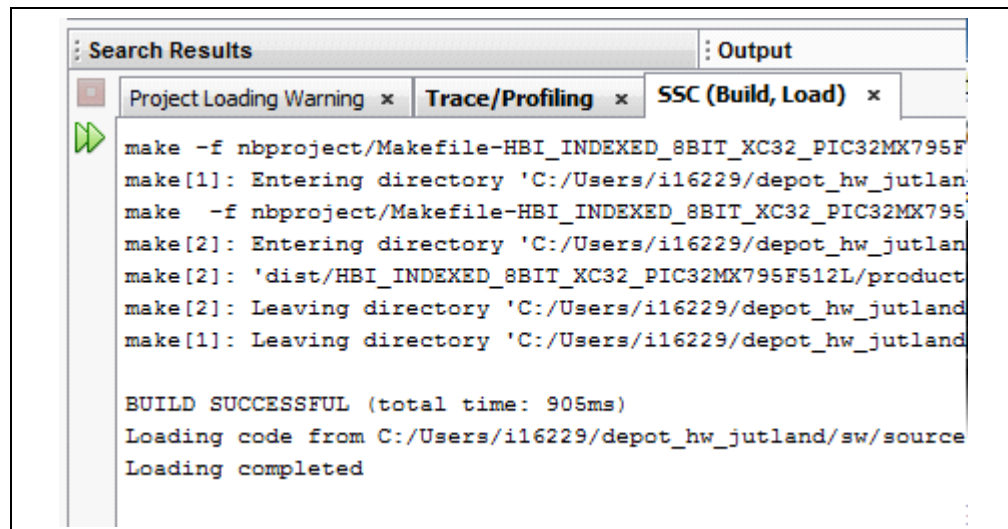 Search Results Output
Project Loading Warning × Trace/Profiling × SSC (Build, Load) ×
make -f nbproject/Makefile-HBI_INDEXED_8BIT_XC32_PIC32MX795F
make[1]: Entering directory 'C:/Users/i16229/depot_hw_jutlan
make  -f nbproject/Makefile-HBI_INDEXED_8BIT_XC32_PIC32MX795
make[2]: Entering directory 'C:/Users/i16229/depot_hw_jutlan
make[2]: 'dist/HBI_INDEXED_8BIT_XC32_PIC32MX795F512L/product
make[2]: Leaving directory 'C:/Users/i16229/depot_hw_jutland
make[1]: Leaving directory 'C:/Users/i16229/depot_hw_jutland
BUILD SUCCESSFUL (total time: 905ms)
Loading code from C:/Users/i16229/depot_hw_jutland/sw/source
Loading completed